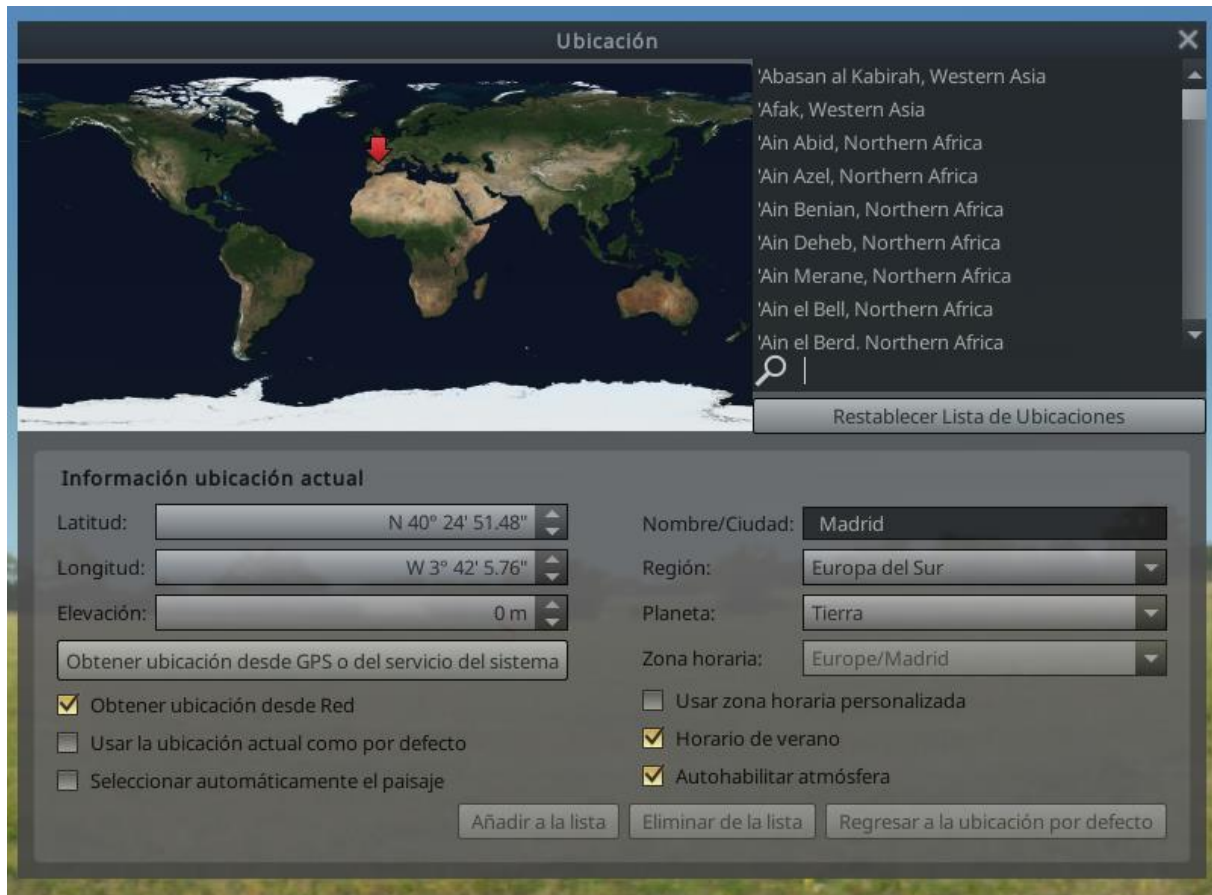 Ubicación
'Abasan al Kabirah, Western Asia
'Afak, Western Asia
'Ain Abid, Northern Africa
'Ain Azel, Northern Africa
'Ain Benian, Northern Africa
'Ain Deheb, Northern Africa
'Ain Merane, Northern Africa
'Ain el Bell, Northern Africa
'Ain el Berd. Northern Africa
Restablecer Lista de Ubicaciones
Información ubicación actual
Latitud: N 40° 24' 51.48"
Longitud: W 3° 42' 5.76"
Elevación: 0 m
Obtener ubicación desde GPS o del servicio del sistema
Obtener ubicación desde Red
Usar la ubicación actual como por defecto
Seleccionar automáticamente el paisaje
Nombre/Ciudad: Madrid
Región: Europa del Sur
Planeta: Tierra
Zona horaria: Europe/Madrid
Usar zona horaria personalizada
Horario de verano
Autohabilitar atmósfera
Añadir a la lista
Eliminar de la lista
Regresar a la ubicación por defecto